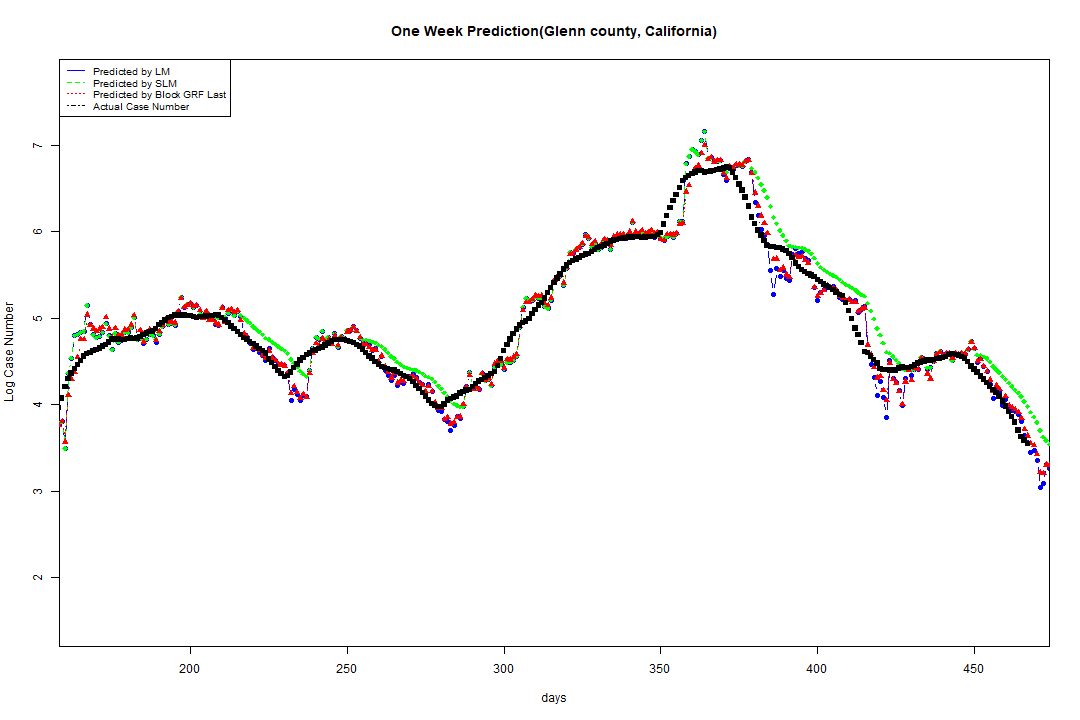 One Week Prediction(Glenn county, California)
Predicted by LM
Predicted by SLM
Predicted by Block GRF Last
Actual Case Number
7
6
5
4
3
2
Log Case Number
200
250
300
350
400
450
days